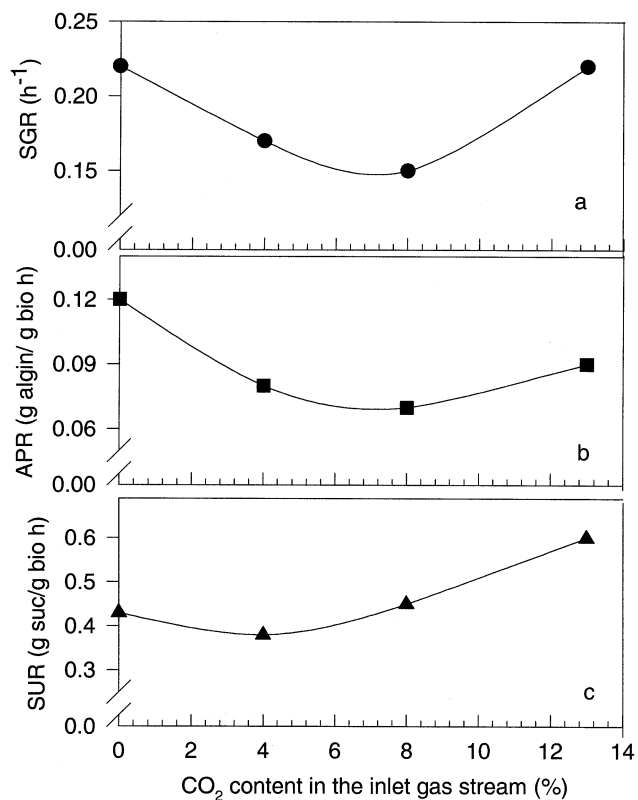 0.25
0.20
0.15
0.00
SGR (h⁻¹)
a
0.12
0.09
0.06
0.00
APR (g algin/ g bio h)
b
0.6
0.5
0.4
0.3
0.0
SUR (g suc/g bio h)
c
0 2 4 6 8 10 12 14
CO₂ content in the inlet gas stream (%)